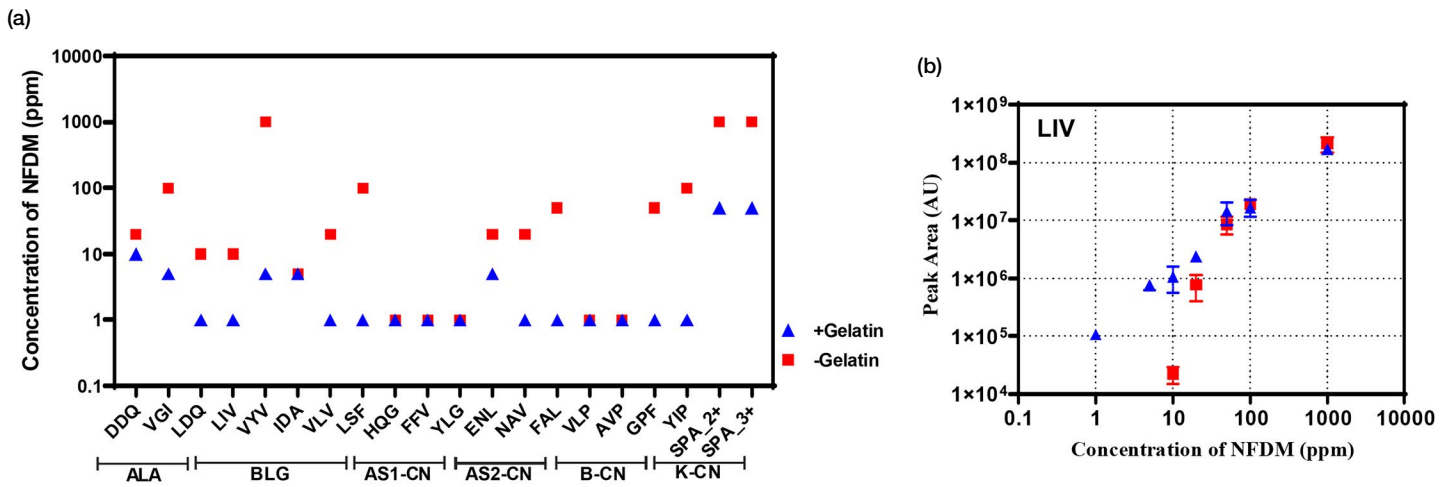 (a)
Concentration of NFDM (ppm)
10000
1000
100
10
1
0.1
DDQ
VGI
LDQ
LIV
VYV
IDA
VLV
LSF
HQG
FFV
YLG
ENL
NAV
FAL
VLP
AVP
GPF
YIP
SPA_2+
SPA_3+
ALA
BLG
AS1-CN
AS2-CN
B-CN
K-CN
+Gelatin
-Gelatin
(b)
LIV
Peak Area (AU)
1×10⁹
1×10⁸
1×10⁷
1×10⁶
1×10⁵
1×10⁴
0.1 1 10 100 1000 10000
Concentration of NFDM (ppm)